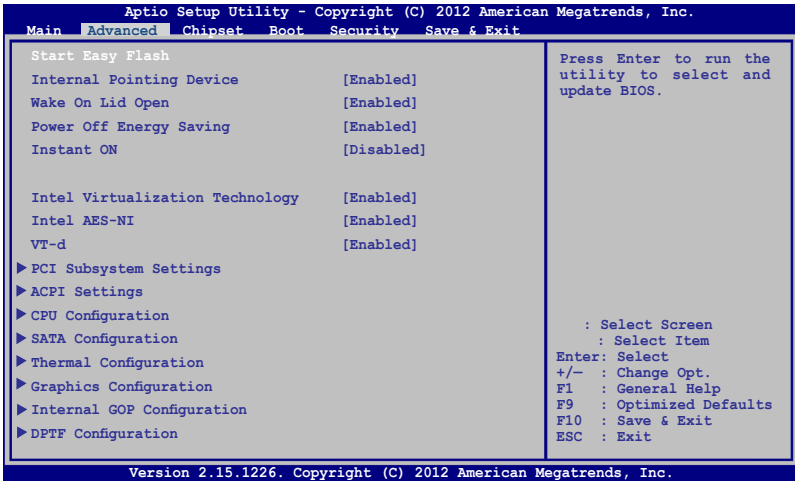 Aptio Setup Utility - Copyright (C) 2012 American Megatrends, Inc.
Main Advanced Chipset Boot Security Save & Exit
Start Easy Flash
Internal Pointing Device [Enabled]
Wake On Lid Open [Enabled]
Power Off Energy Saving [Enabled]
Instant ON [Disabled]
Intel Virtualization Technology [Enabled]
Intel AES-NI [Enabled]
VT-d [Enabled]
PCI Subsystem Settings
ACPI Settings
CPU Configuration
SATA Configuration
Thermal Configuration
Graphics Configuration
Internal GOP Configuration
DPTF Configuration
Press Enter to run the
utility to select and
update BIOS.
: Select Screen
: Select Item
Enter: Select
+/— : Change Opt.
F1 : General Help
F9 : Optimized Defaults
F10 : Save & Exit
ESC : Exit
Version 2.15.1226. Copyright (C) 2012 American Megatrends, Inc.